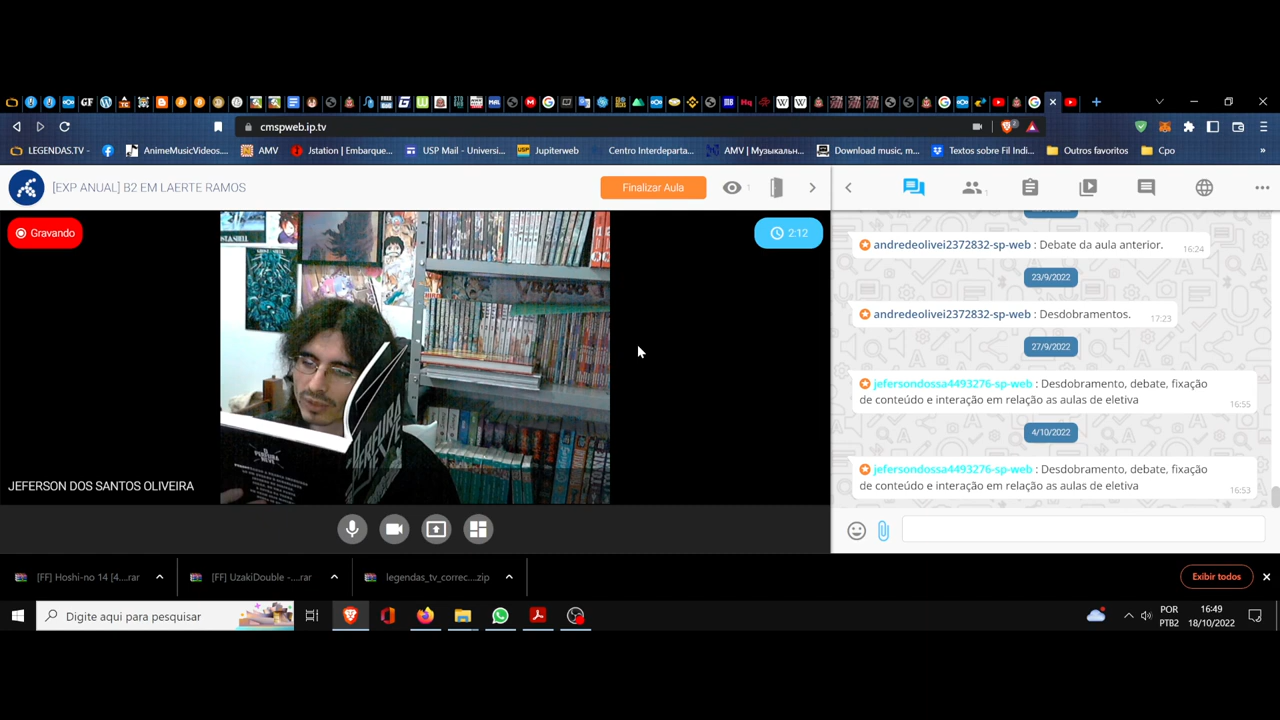 cmspweb.ip.tv
2
LEGENDAS.TV -
AnimeMusicVideos...
AMV
Jstation | Embarque...
USP Mail - Universi...
Jupiterweb
Centro Interdeparta...
AMV | Музыкальн...
Download music, m...
Textos sobre Fil Indi...
Outros favoritos
Cpo
»
[EXP ANUAL] B2 EM LAERTE RAMOS
Finalizar Aula
1
1
Gravando
2:12
JEFERSON DOS SANTOS OLIVEIRA
andredeolivei2372832-sp-web : Debate da aula anterior.
16:24
23/9/2022
andredeolivei2372832-sp-web : Desdobramentos.
17:23
27/9/2022
jefersondossa4493276-sp-web : Desdobramento, debate, fixação
de conteúdo e interação em relação as aulas de eletiva
16:55
4/10/2022
jefersondossa4493276-sp-web : Desdobramento, debate, fixação
de conteúdo e interação em relação as aulas de eletiva
16:53
[FF] Hoshi-no 14 [4....rar
[FF] UzakiDouble -....rar
legendas_tv_correc....zip
Exibir todos
Digite aqui para pesquisar
POR
PTB2
16:49
18/10/2022